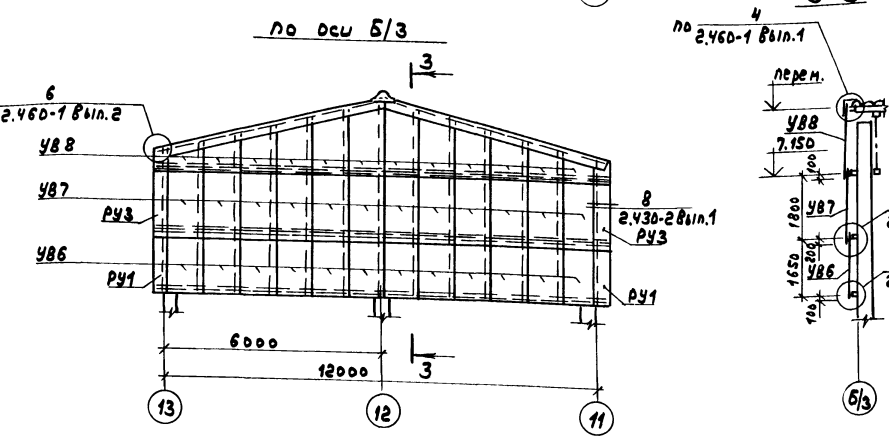 по оси Б/3
3
6
2.460-1 вып.2
УВ8
УВ7
РУ3
УВ6
РУ1
8
2.430-2 вып.1
РУ3
РУ1
6000
3
12000
13
12
11
4
по 2.460-1 вып.1
перем.
УВ8
7.150
100
УВ7
1800
200
1650
УВ6
100
Б/3